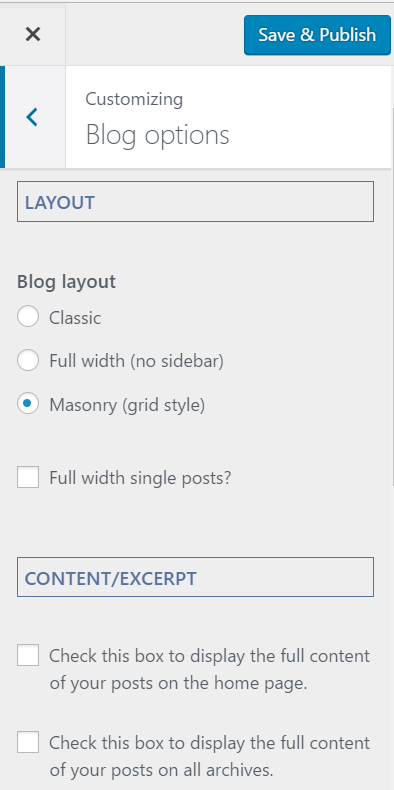 Save & Publish
Customizing
Blog options
LAYOUT
Blog layout
Classic
Full width (no sidebar)
Masonry (grid style)
Full width single posts?
CONTENT/EXCERPT
Check this box to display the full content
of your posts on the home page.
Check this box to display the full content
of your posts on all archives.